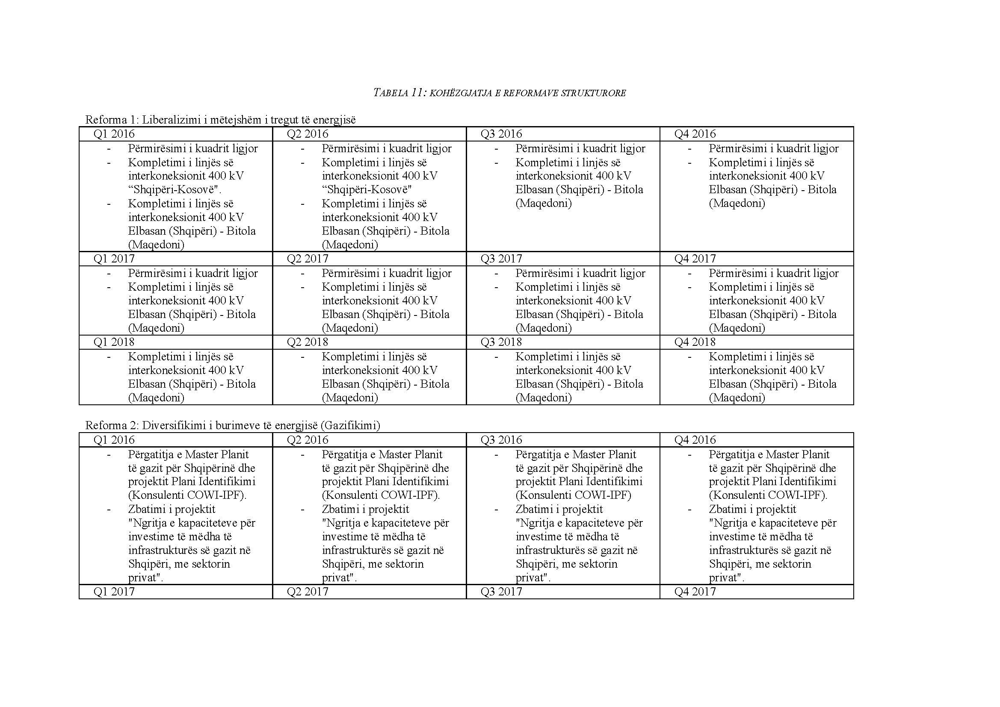 TABELA 11: KOHËZGJATJA E REFORMAVE STRUKTURORE
Reforma 1: Liberalizimi i mëtejshëm i tregut të energjisë
Q1 2016
Q2 2016
Q3 2016
Q4 2016
- Përmirësimi i kuadrit ligjor
- Kompletimi i linjës së
interkoneksionit 400 kV
“Shqipëri-Kosovë".
- Kompletimi i linjës së
interkoneksionit 400 kV
Elbasan (Shqipëri) - Bitola
(Maqedoni)
- Përmirësimi i kuadrit ligjor
- Kompletimi i linjës së
interkoneksionit 400 kV
“Shqipëri-Kosovë"
- Kompletimi i linjës së
interkoneksionit 400 kV
Elbasan (Shqipëri) - Bitola
(Maqedoni)
- Përmirësimi i kuadrit ligjor
- Kompletimi i linjës së
interkoneksionit 400 kV
Elbasan (Shqipëri) - Bitola
(Maqedoni)
- Përmirësimi i kuadrit ligjor
- Kompletimi i linjës së
interkoneksionit 400 kV
Elbasan (Shqipëri) - Bitola
(Maqedoni)
Q1 2017
Q2 2017
Q3 2017
Q4 2017
- Përmirësimi i kuadrit ligjor
- Kompletimi i linjës së
interkoneksionit 400 kV
Elbasan (Shqipëri) - Bitola
(Maqedoni)
- Përmirësimi i kuadrit ligjor
- Kompletimi i linjës së
interkoneksionit 400 kV
Elbasan (Shqipëri) - Bitola
(Maqedoni)
- Përmirësimi i kuadrit ligjor
- Kompletimi i linjës së
interkoneksionit 400 kV
Elbasan (Shqipëri) - Bitola
(Maqedoni)
- Përmirësimi i kuadrit ligjor
- Kompletimi i linjës së
interkoneksionit 400 kV
Elbasan (Shqipëri) - Bitola
(Maqedoni)
Q1 2018
Q2 2018
Q3 2018
Q4 2018
- Kompletimi i linjës së
interkoneksionit 400 kV
Elbasan (Shqipëri) - Bitola
(Maqedoni)
- Kompletimi i linjës së
interkoneksionit 400 kV
Elbasan (Shqipëri) - Bitola
(Maqedoni)
- Kompletimi i linjës së
interkoneksionit 400 kV
Elbasan (Shqipëri) - Bitola
(Maqedoni)
- Kompletimi i linjës së
interkoneksionit 400 kV
Elbasan (Shqipëri) - Bitola
(Maqedoni)
Reforma 2: Diversifikimi i burimeve të energjisë (Gazifikimi)
Q1 2016
Q2 2016
Q3 2016
Q4 2016
- Përgatitja e Master Planit
të gazit për Shqipërinë dhe
projektit Plani Identifikimi
(Konsulenti COWI-IPF).
- Zbatimi i projektit
"Ngritja e kapaciteteve për
investime të mëdha të
infrastrukturës së gazit në
Shqipëri, me sektorin
privat".
- Përgatitja e Master Planit
të gazit për Shqipërinë dhe
projektit Plani Identifikimi
(Konsulenti COWI-IPF).
- Zbatimi i projektit
"Ngritja e kapaciteteve për
investime të mëdha të
infrastrukturës së gazit në
Shqipëri, me sektorin
privat".
- Përgatitja e Master Planit
të gazit për Shqipërinë dhe
projektit Plani Identifikimi
(Konsulenti COWI-IPF)
- Zbatimi i projektit
"Ngritja e kapaciteteve për
investime të mëdha të
infrastrukturës së gazit në
Shqipëri, me sektorin
privat".
- Përgatitja e Master Planit
të gazit për Shqipërinë dhe
projektit Plani Identifikimi
(Konsulenti COWI-IPF).
- Zbatimi i projektit
"Ngritja e kapaciteteve për
investime të mëdha të
infrastrukturës së gazit në
Shqipëri, me sektorin
privat".
Q1 2017
Q2 2017
Q3 2017
Q4 2017